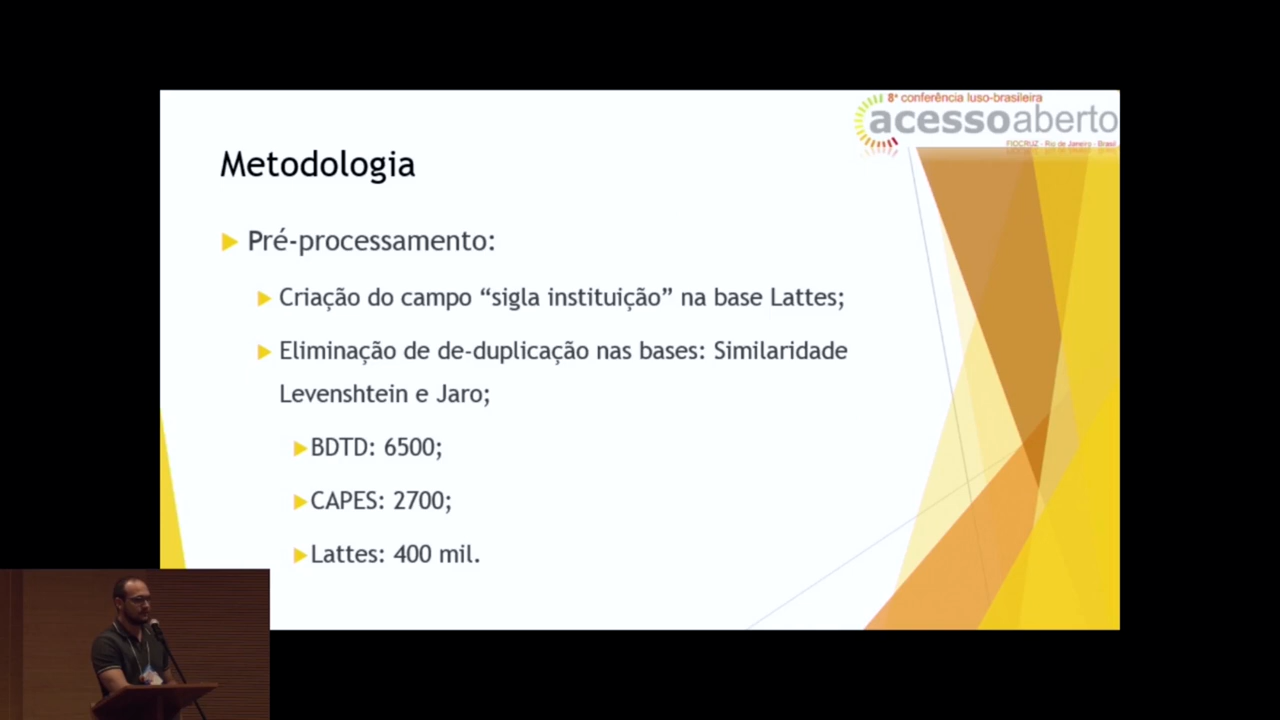 8ª conferência luso-brasileira
acessoaberto
FIOCRUZ - Rio de Janeiro - Brasil
Metodologia
Pré-processamento:
Criação do campo “sigla instituição” na base Lattes;
Eliminação de de-duplicação nas bases: Similaridade
Levenshtein e Jaro;
BDTD: 6500;
CAPES: 2700;
Lattes: 400 mil.